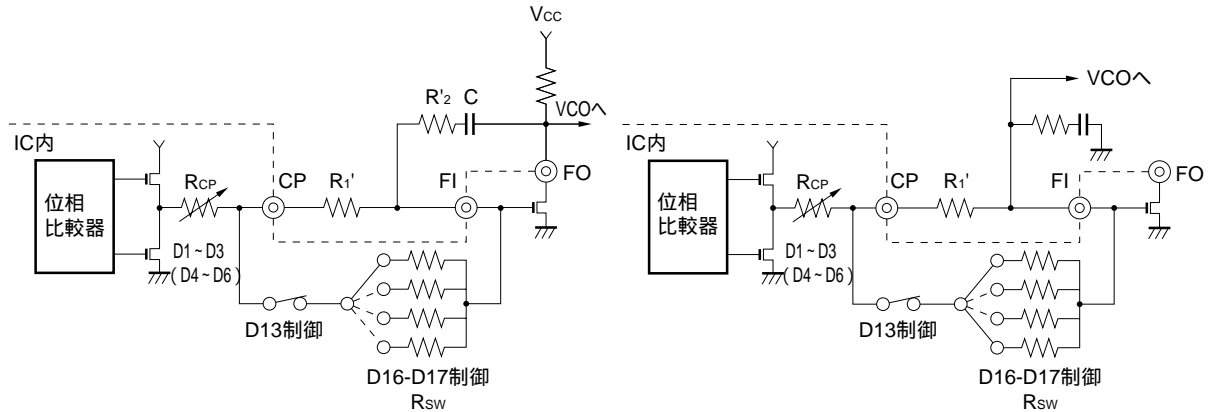 VCC
R'2 C
VCOへ
IC内
RCP
CP
R1'
FI
FO
位相
比較器
D1~D3
(D4~D6)
D13制御
D16-D17制御
RSW
VCOへ
IC内
RCP
CP
R1'
FI
FO
位相
比較器
D1~D3
(D4~D6)
D13制御
D16-D17制御
RSW